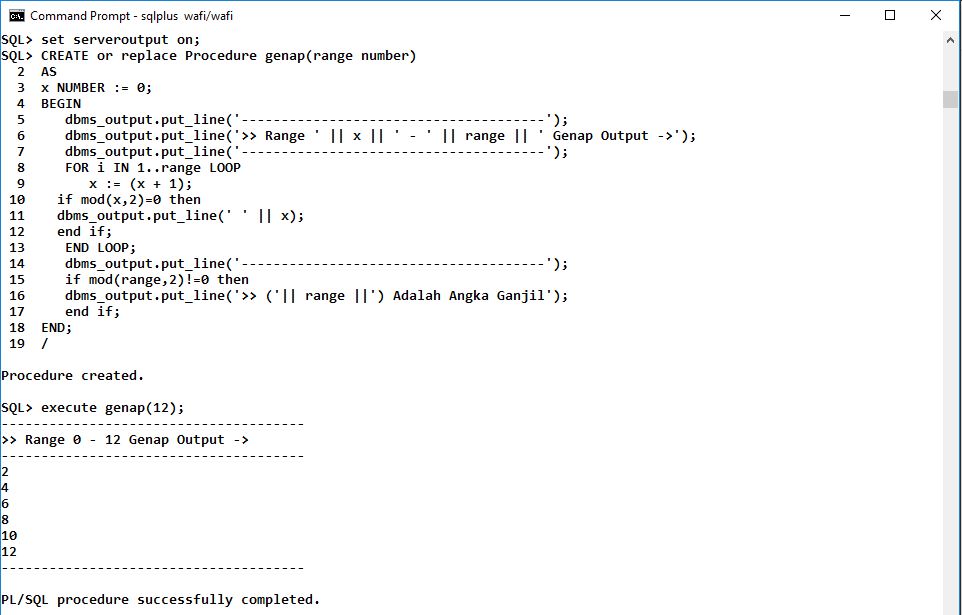 Command Prompt - sqlplus  wafi/wafi
SQL> set serveroutput on;
SQL> CREATE or replace Procedure genap(range number)
  2  AS
  3  x NUMBER := 0;
  4  BEGIN
  5     dbms_output.put_line('--------------------------------------');
  6     dbms_output.put_line('>> Range ' || x || ' - ' || range || ' Genap Output ->');
  7     dbms_output.put_line('--------------------------------------');
  8     FOR i IN 1..range LOOP
  9        x := (x + 1);
 10    if mod(x,2)=0 then
 11    dbms_output.put_line(' ' || x);
 12    end if;
 13     END LOOP;
 14     dbms_output.put_line('--------------------------------------');
 15     if mod(range,2)!=0 then
 16     dbms_output.put_line('>> ('|| range ||') Adalah Angka Ganjil');
 17     end if;
 18  END;
 19  /
Procedure created.
SQL> execute genap(12);
--------------------------------------
>> Range 0 - 12 Genap Output ->
--------------------------------------
2
4
6
8
10
12
--------------------------------------
PL/SQL procedure successfully completed.